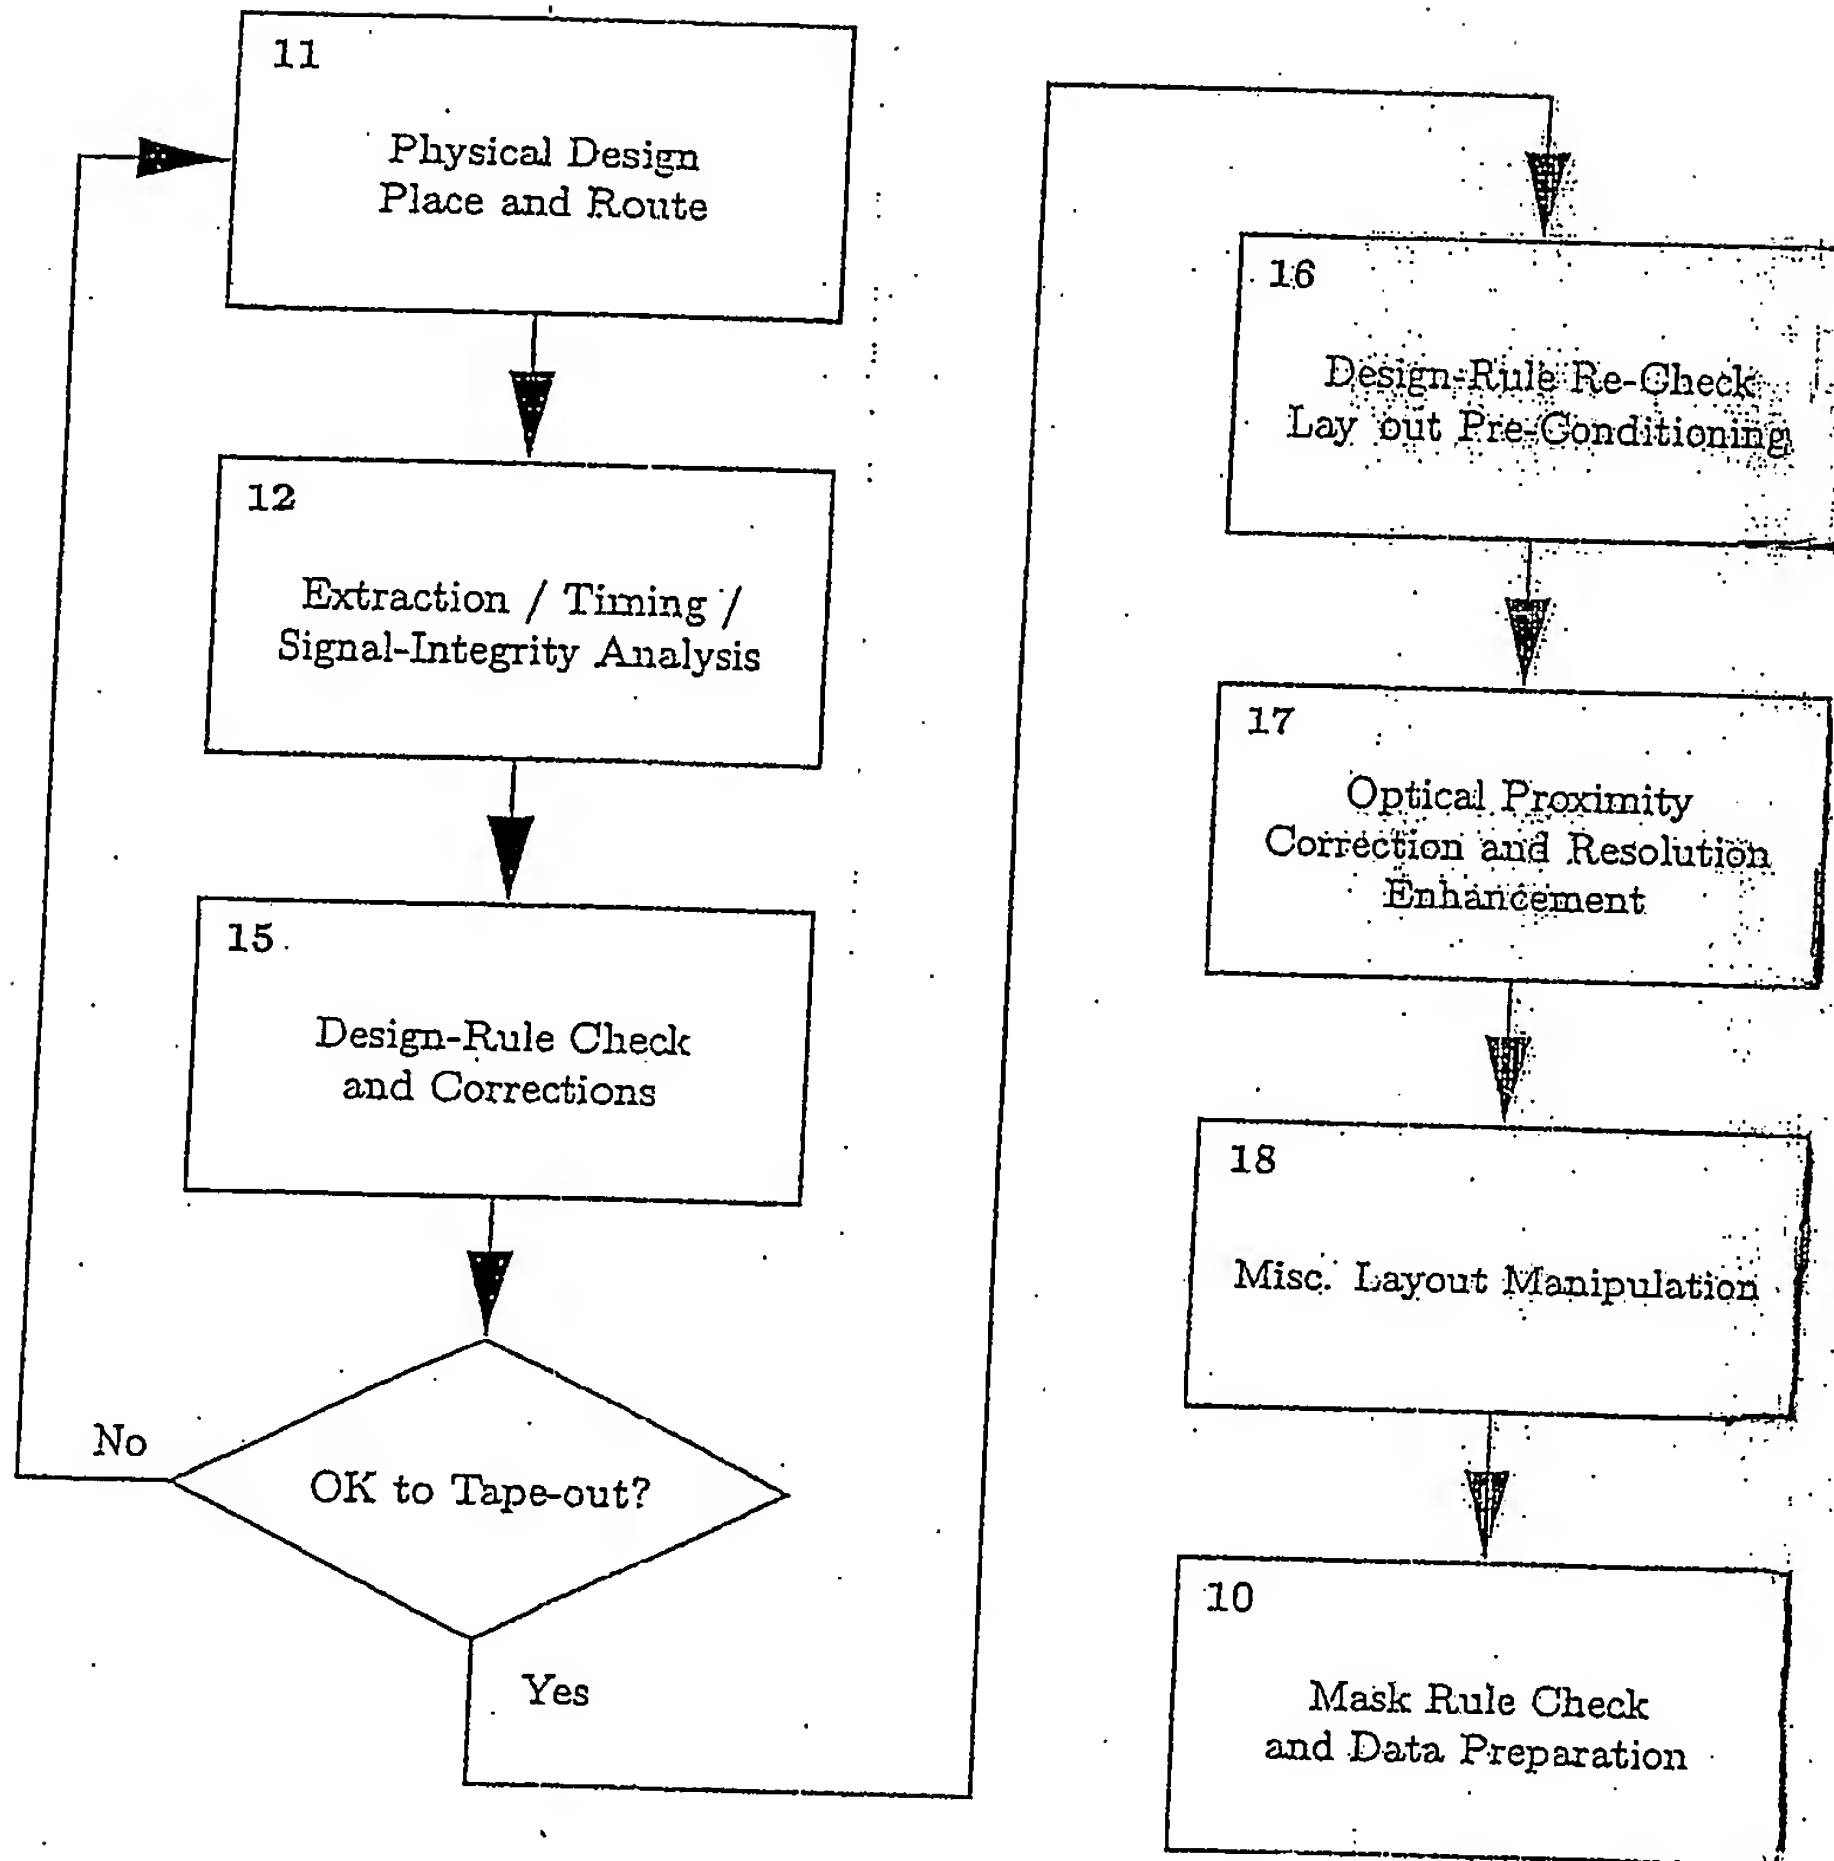 11
Physical Design
Place and Route
12
Extraction / Timing /
Signal-Integrity Analysis
15
Design-Rule Check
and Corrections
No
OK to Tape-out?
Yes
16
Design-Rule Re-Check
Lay out Pre-Conditioning
17
Optical Proximity
Correction and Resolution
Enhancement
18
Misc. Layout Manipulation
10
Mask Rule Check
and Data Preparation